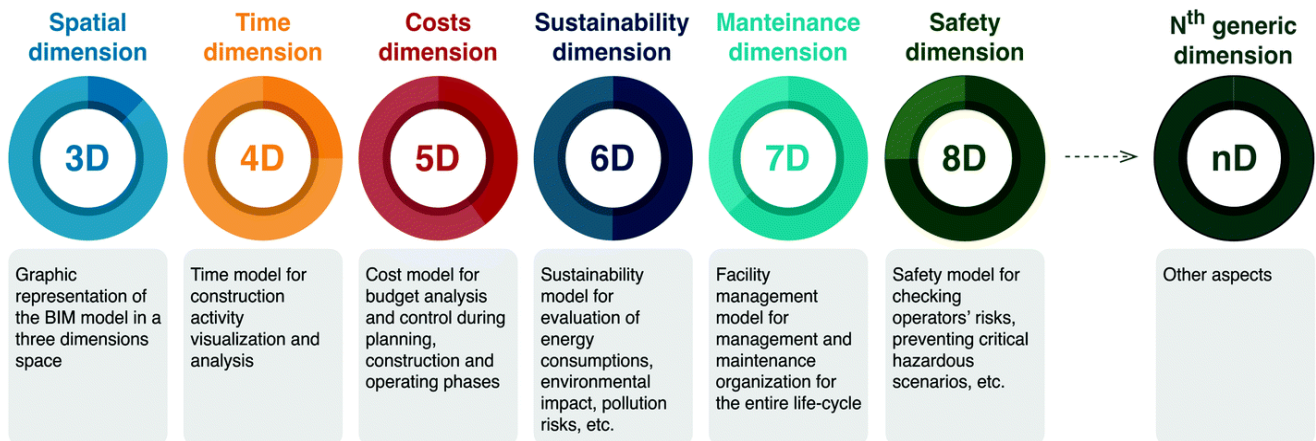 Spatial
dimension
Time
dimension
Costs
dimension
Sustainability
dimension
Manteinance
dimension
Safety
dimension
Nth generic
dimension
3D
4D
5D
6D
7D
8D
nD
Graphic
representation of
the BIM model in a
three dimensions
space
Time model for
construction
activity
visualization and
analysis
Cost model for
budget analysis
and control during
planning,
construction and
operating phases
Sustainability
model for
evaluation of
energy
consumptions,
environmental
impact, pollution
risks, etc.
Facility
management
model for
management and
maintenance
organization for
the entire life-cycle
Safety model for
checking
operators’ risks,
preventing critical
hazardous
scenarios, etc.
Other aspects